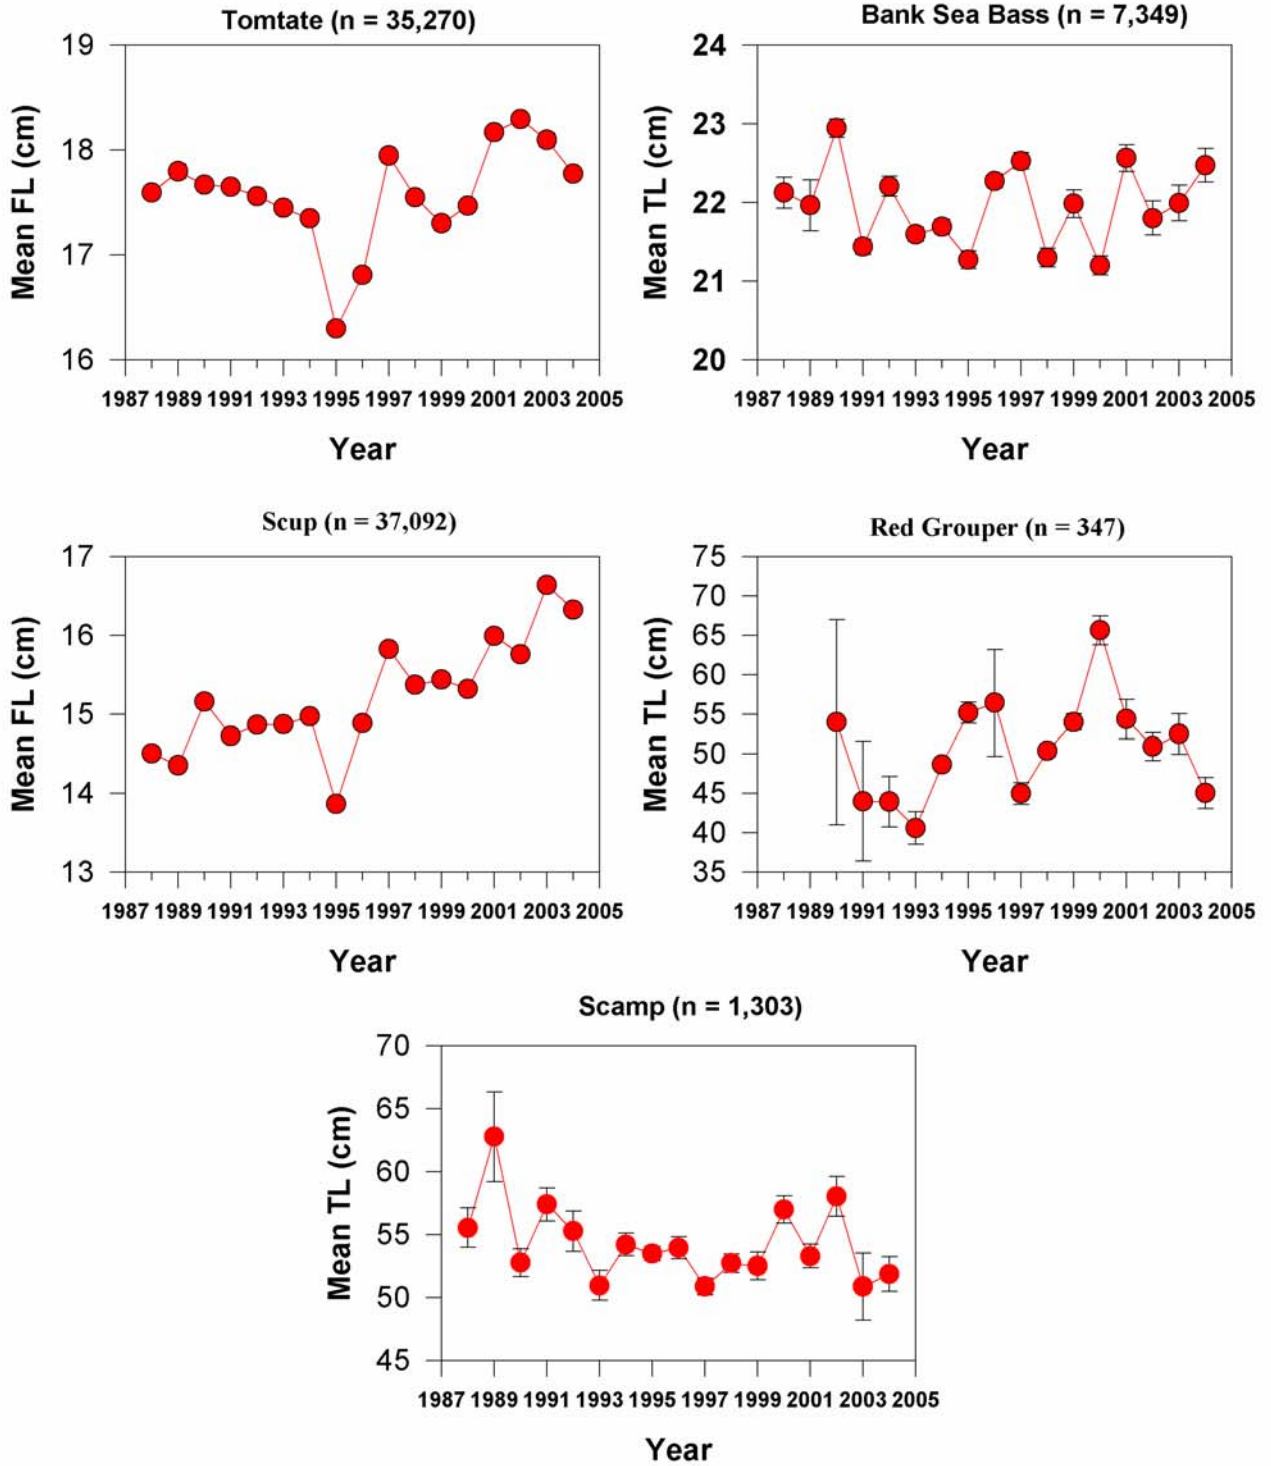 Tomtate (n = 35,270)
19
18
17
16
Mean FL (cm)
1987 1989 1991 1993 1995 1997 1999 2001 2003 2005
Year
Bank Sea Bass (n = 7,349)
24
23
22
21
20
Mean TL (cm)
1987 1989 1991 1993 1995 1997 1999 2001 2003 2005
Year
Scup (n = 37,092)
17
16
15
14
13
Mean FL (cm)
1987 1989 1991 1993 1995 1997 1999 2001 2003 2005
Year
Red Grouper (n = 347)
75
70
65
60
55
50
45
40
35
Mean TL (cm)
1987 1989 1991 1993 1995 1997 1999 2001 2003 2005
Year
Scamp (n = 1,303)
70
65
60
55
50
45
Mean TL (cm)
1987 1989 1991 1993 1995 1997 1999 2001 2003 2005
Year